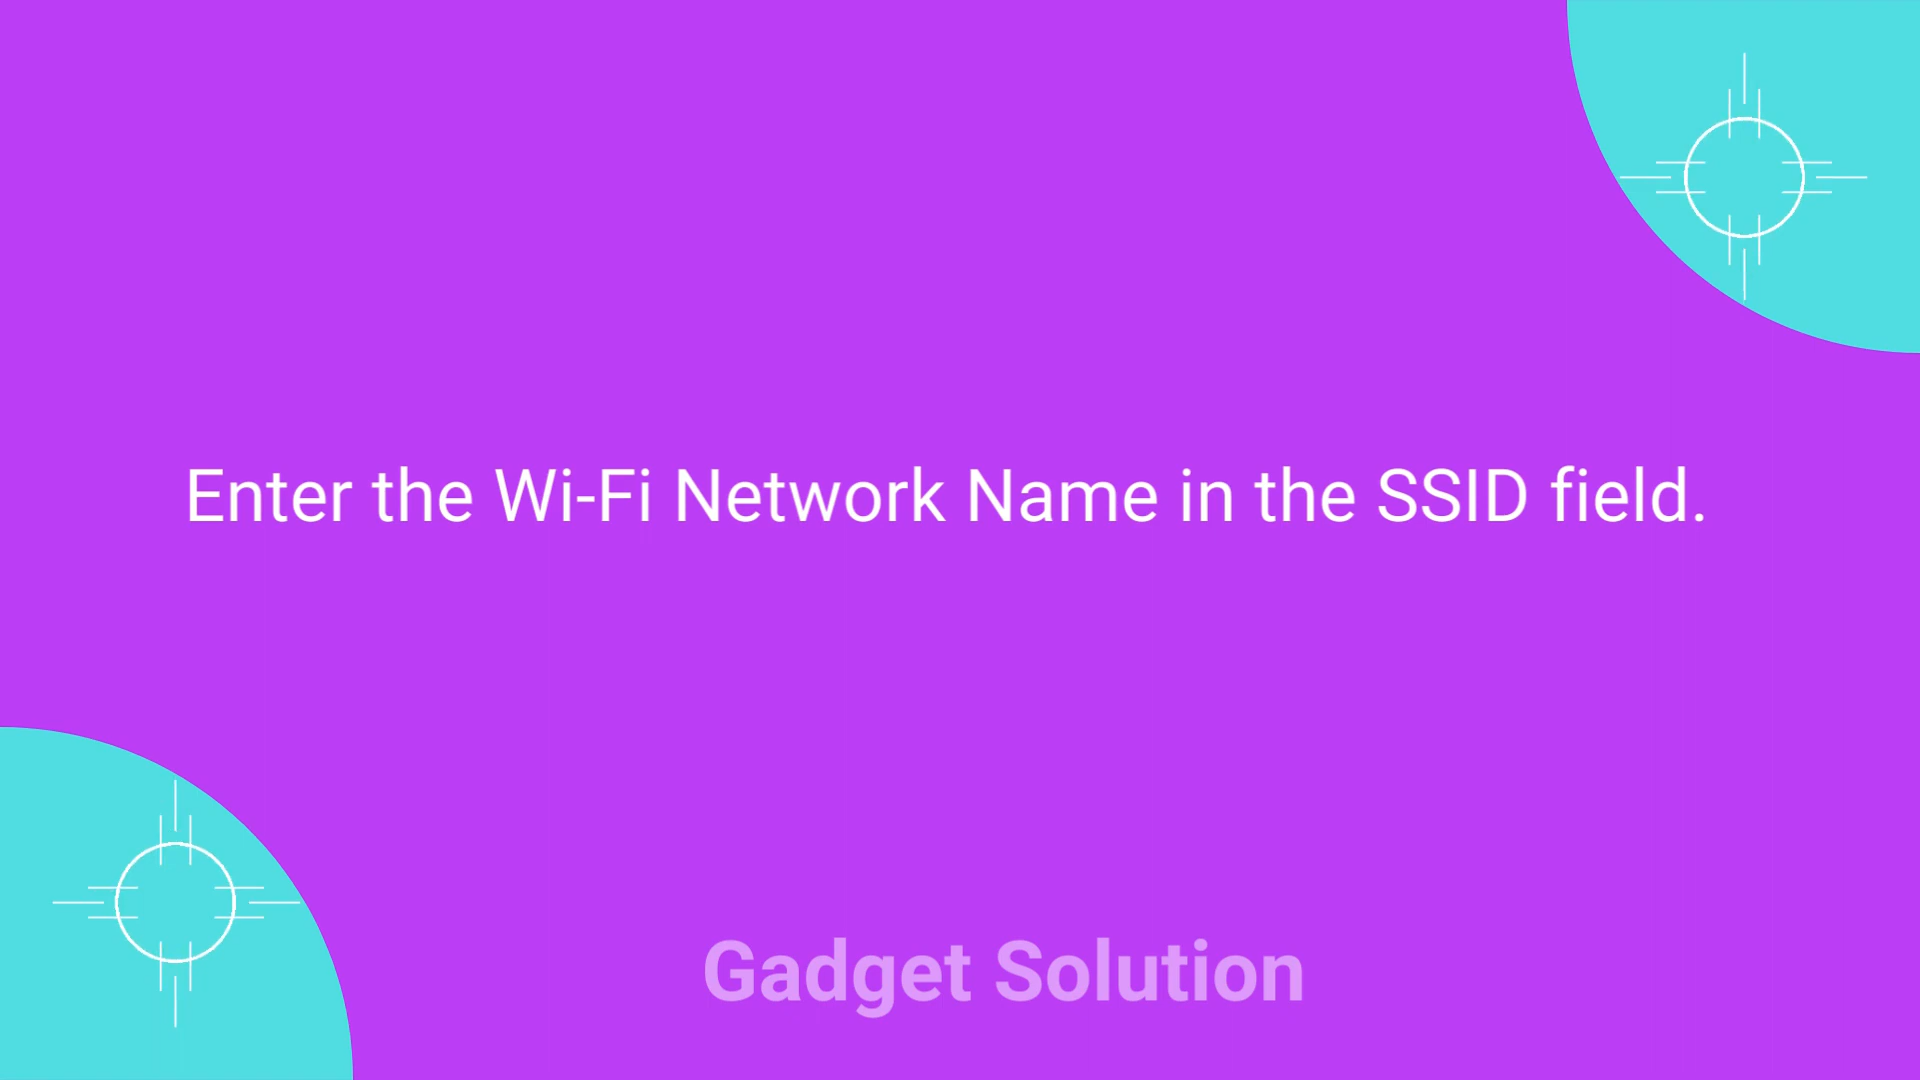 Enter the Wi-Fi Network Name in the SSID field.
Gadget Solution